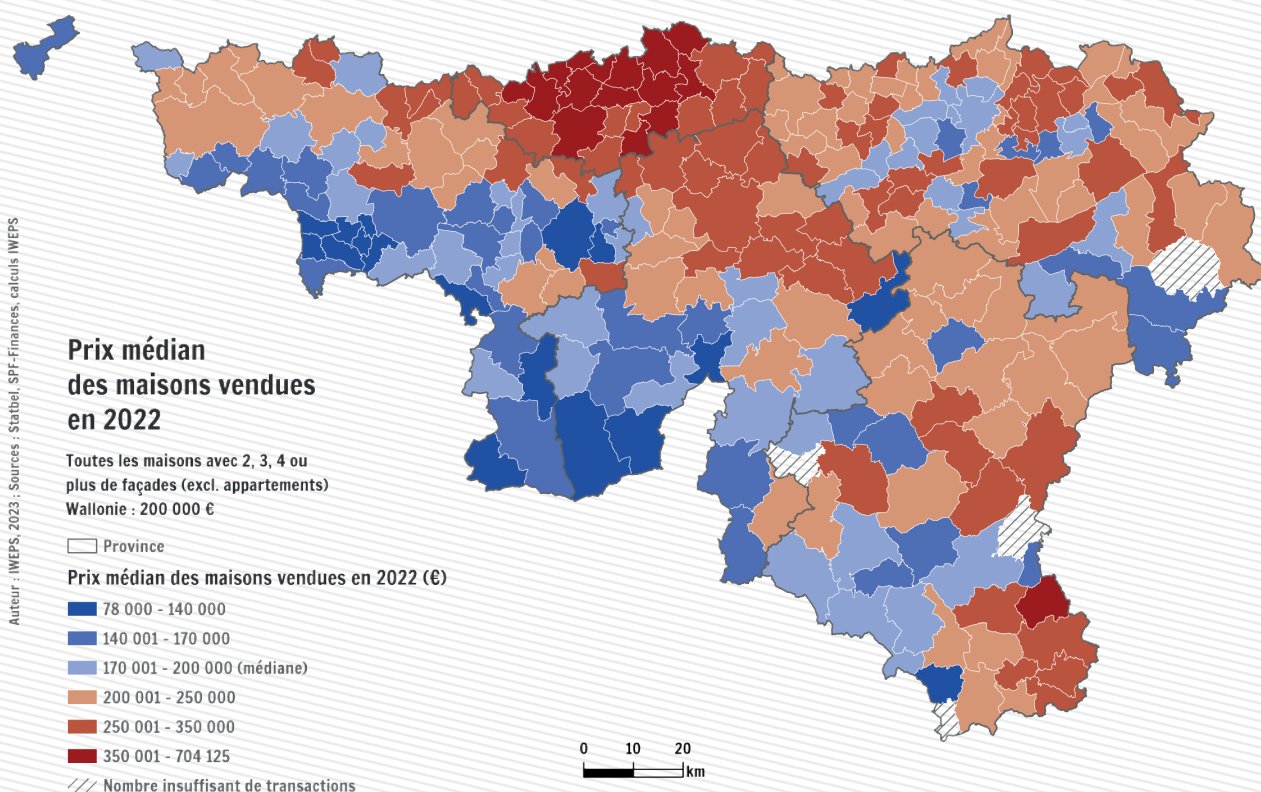 Prix médian
des maisons vendues
en 2022
Toutes les maisons avec 2, 3, 4 ou
plus de façades (excl. appartements)
Wallonie : 200 000 €
Province
Prix médian des maisons vendues en 2022 (€)
78 000 - 140 000
140 001 - 170 000
170 001 - 200 000 (médiane)
200 001 - 250 000
250 001 - 350 000
350 001 - 704 125
Nombre insuffisant de transactions
0 10 20
km
Auteur : IWEPS, 2023 ; Sources : Statbel, SPF-Finances, calculs IWEPS